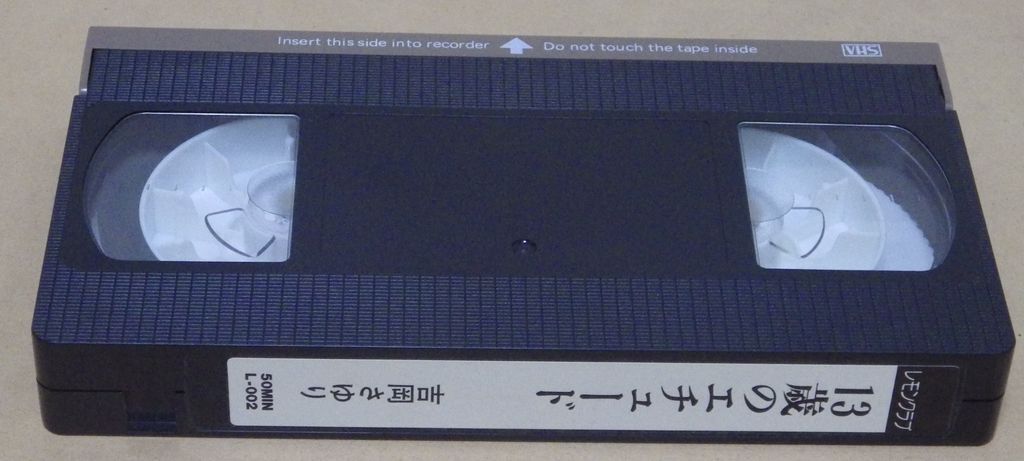 Insert this side into recorder
Do not touch the tape inside
VHS
レモンクラブ
13歳のエチュード
吉岡さゆり
50MIN
L-002